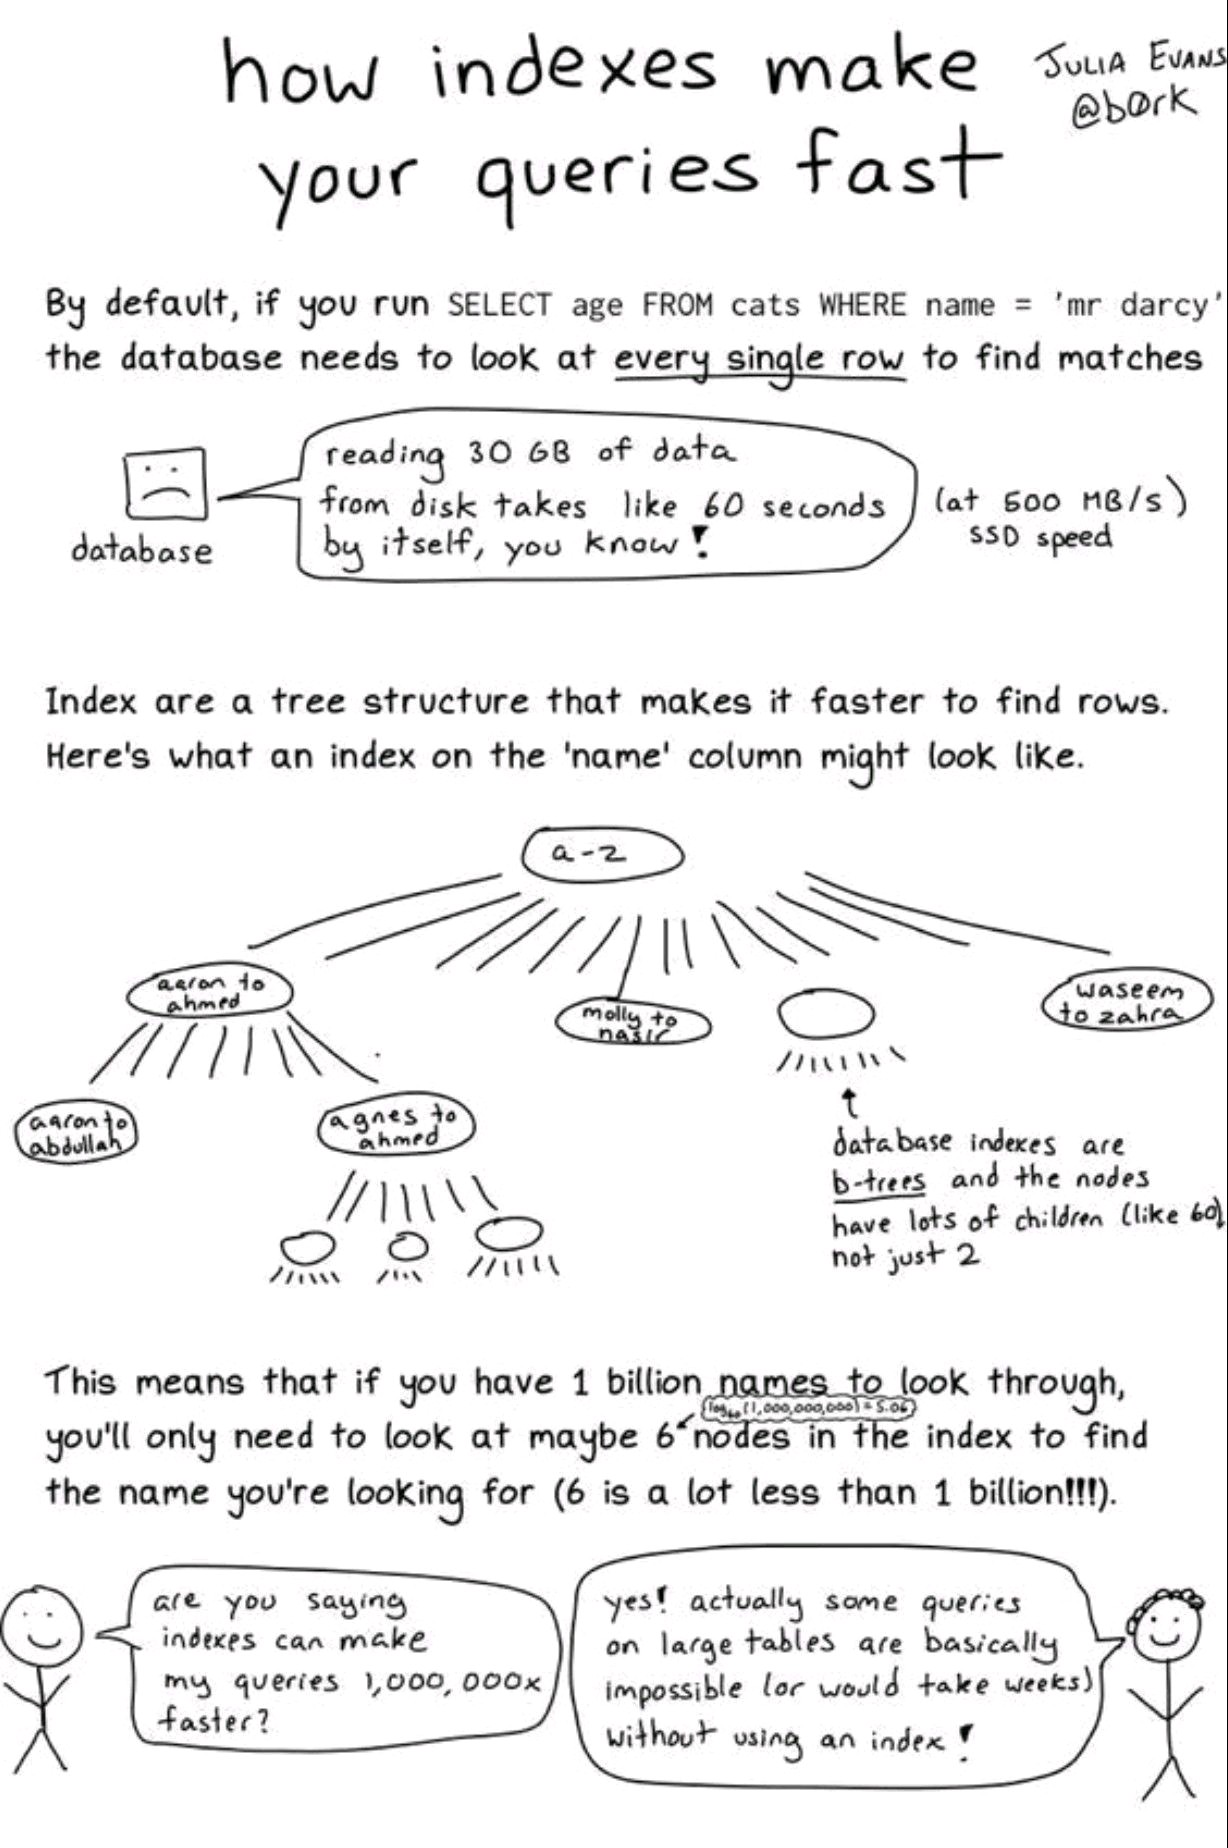 how indexes make
your queries fast
JULIA EVANS
@b0rk
By default, if you run SELECT age FROM cats WHERE name = 'mr darcy'
the database needs to look at every single row to find matches
reading 30 GB of data
from disk takes like 60 seconds
by itself, you know!
(at 500 MB/s)
SSD speed
database
Index are a tree structure that makes it faster to find rows.
Here's what an index on the 'name' column might look like.
a-z
aaron to
ahmed
molly to
nasir
waseem
to zahra
aaron to
abdullah
agnes to
ahmed
database indexes are
b-trees and the nodes
have lots of children (like 60)
not just 2
This means that if you have 1 billion names to look through,
log60(1,000,000,000) = 5.06
you'll only need to look at maybe 6 nodes in the index to find
the name you're looking for (6 is a lot less than 1 billion!!!).
are you saying
indexes can make
my queries 1,000,000x
faster?
yes! actually some queries
on large tables are basically
impossible (or would take weeks)
without using an index!